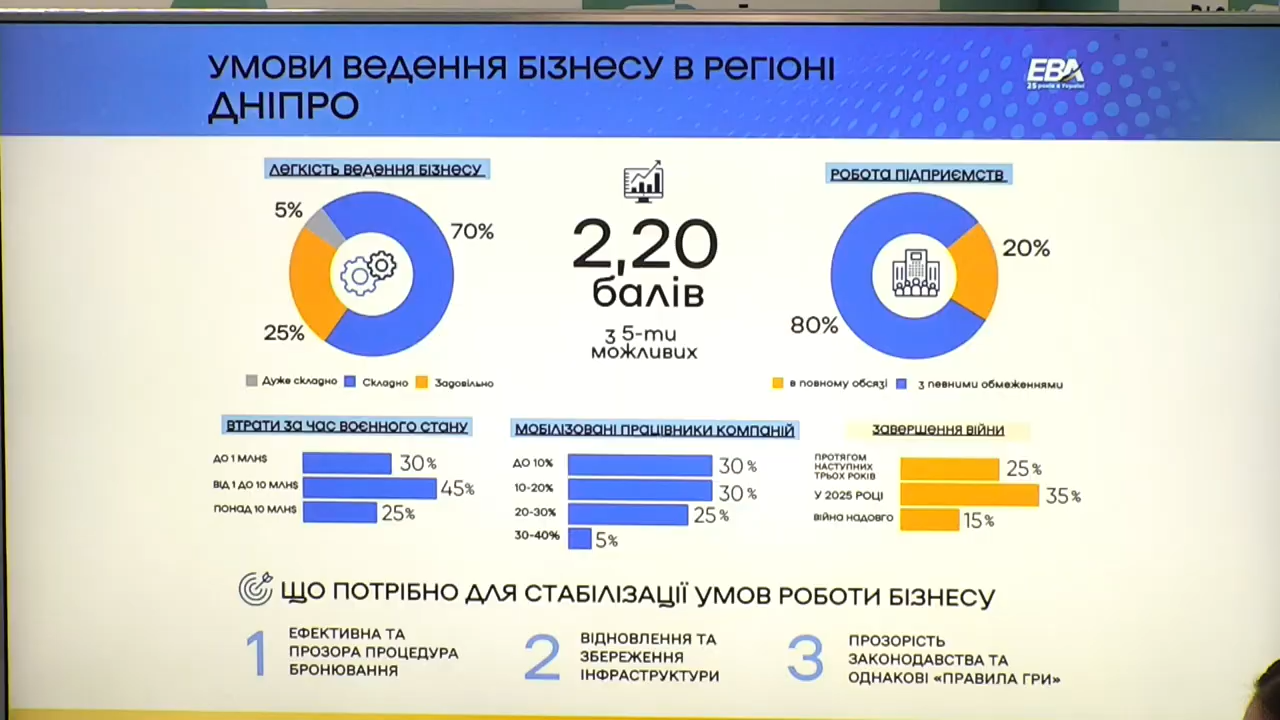 УМОВИ ВЕДЕННЯ БІЗНЕСУ В РЕГІОНІ
ДНІПРО
EBA
25 років в Україні
ЛЕГКІСТЬ ВЕДЕННЯ БІЗНЕСУ
5%
70%
25%
Дуже складно
Складно
Задовільно
2,20
балів
з 5-ти
можливих
РОБОТА ПІДПРИЄМСТВ
20%
80%
в повному обсязі
з певними обмеженнями
ВТРАТИ ЗА ЧАС ВОЄННОГО СТАНУ
ДО 1 МЛН$ 30%
ВІД 1 ДО 10 МЛН$ 45%
ПОНАД 10 МЛН$ 25%
МОБІЛІЗОВАНІ ПРАЦІВНИКИ КОМПАНІЙ
ДО 10% 30%
10-20% 30%
20-30% 25%
30-40% 5%
ЗАВЕРШЕННЯ ВІЙНИ
ПРОТЯГОМ
НАСТУПНИХ
ТРЬОХ РОКІВ 25%
У 2025 РОЦІ 35%
ВІЙНА НАДОВГО 15%
ЩО ПОТРІБНО ДЛЯ СТАБІЛІЗАЦІЇ УМОВ РОБОТИ БІЗНЕСУ
1
ЕФЕКТИВНА ТА
ПРОЗОРА ПРОЦЕДУРА
БРОНЮВАННЯ
2
ВІДНОВЛЕННЯ ТА
ЗБЕРЕЖЕННЯ
ІНФРАСТРУКТУРИ
3
ПРОЗОРІСТЬ
ЗАКОНОДАВСТВА ТА
ОДНАКОВІ «ПРАВИЛА ГРИ»